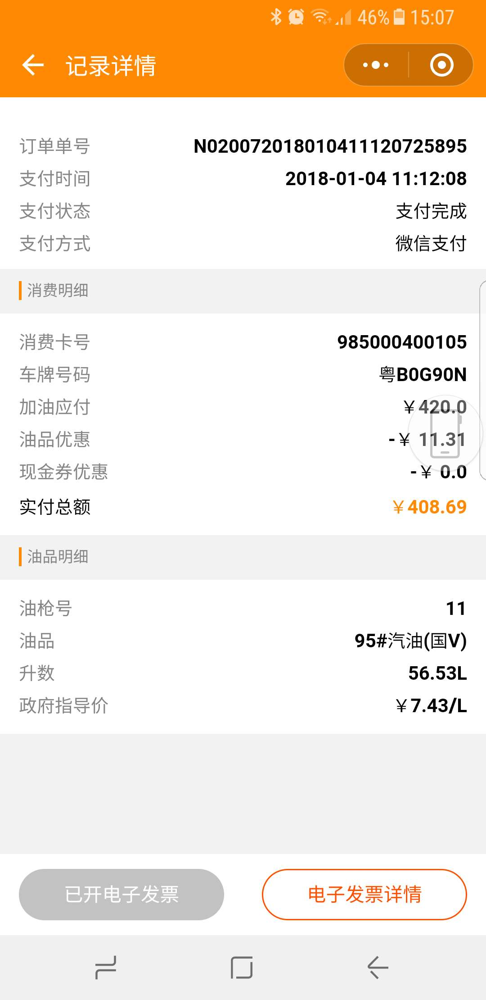 46% 15:07
记录详情
订单单号 N02007201801041112​0725895
支付时间 2018-01-04 11:12:08
支付状态 支付完成
支付方式 微信支付
消费明细
消费卡号 985000400105
车牌号码 粤B0G90N
加油应付 ￥420.0
油品优惠 -￥ 11.31
现金券优惠 -￥ 0.0
实付总额 ￥408.69
油品明细
油枪号 11
油品 95#汽油(国V)
升数 56.53L
政府指导价 ￥7.43/L
已开电子发票 电子发票详情